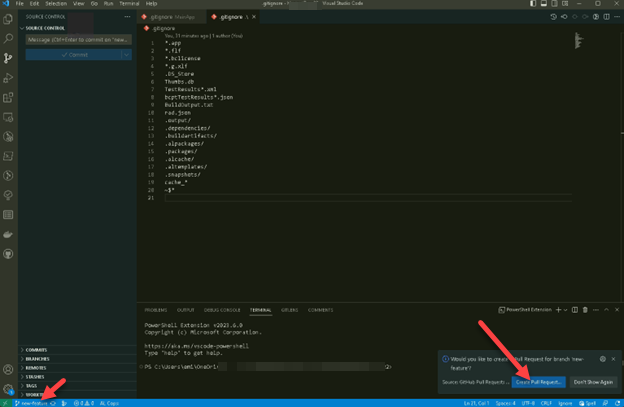 File Edit Selection View Go Run Terminal Help
.gitignore - - Visual Studio Code
SOURCE CONTROL
.gitignore MainApp
.gitignore A
SOURCE CONTROL
.gitignore
Message (Ctrl+Enter to commit on "new...
You, 21 minutes ago | 1 author (You)
Commit
1 *.app
2 *.flf
3 *.bclicense
4 *.g.xlf
5 .DS_Store
6 Thumbs.db
7 TestResults*.xml
8 bcptTestResults*.json
9 BuildOutput.txt
10 rad.json
11 .output/
12 .dependencies/
13 .buildartifacts/
14 .alpackages/
15 .packages/
16 .alcache/
17 .altemplates/
18 .snapshots/
19 cache_*
20 ~$*
21
PROBLEMS OUTPUT DEBUG CONSOLE TERMINAL GITLENS COMMENTS
PowerShell Extension
PowerShell Extension v2023.6.0
Copyright (c) Microsoft Corporation.
https://aka.ms/vscode-powershell
Type 'help' to get help.
PS C:\Users\
COMMITS
BRANCHES
REMOTES
STASHES
TAGS
Would you like to create a Pull Request for branch 'new-
feature'?
Source: GitHub Pull Requests ...
Create Pull Request...
Don't Show Again
new-feature
0 0
AL Cops
Ln 21, Col 1 Spaces: 4 UTF-8 CRLF Ignore Spell